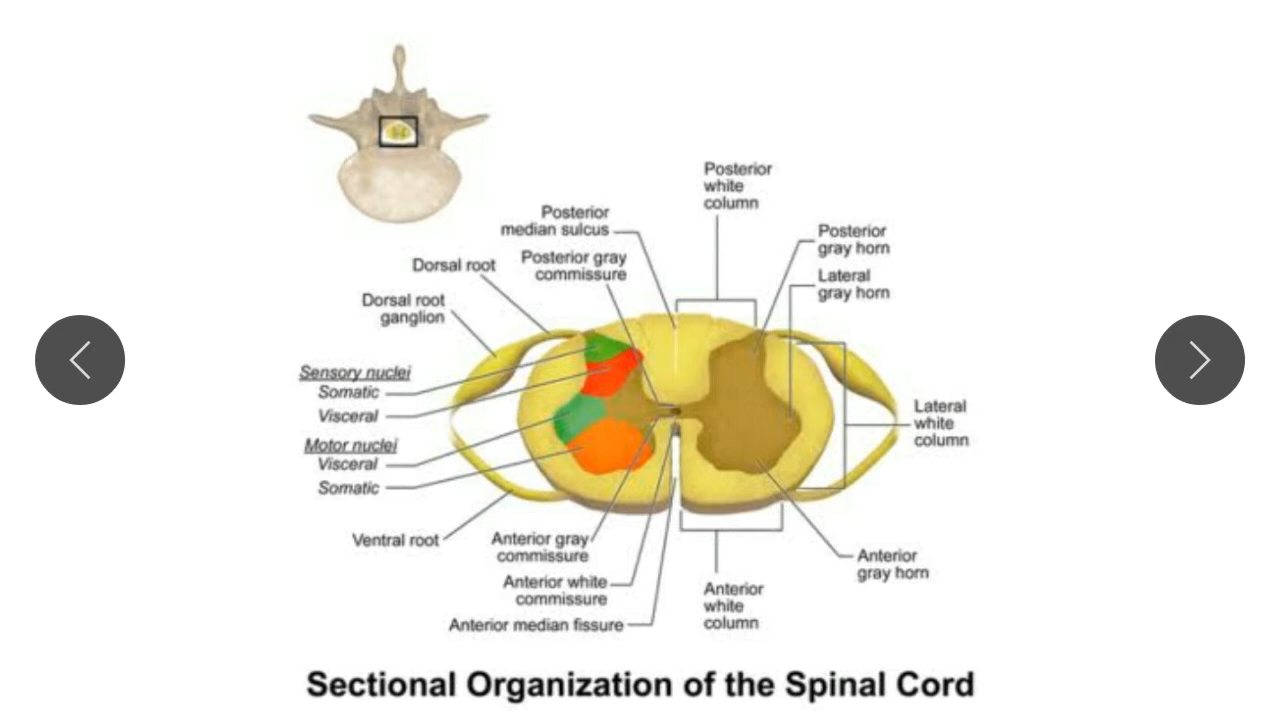 Posterior
white
column
Posterior
median sulcus
Posterior
gray horn
Dorsal root
Posterior gray
commissure
Lateral
gray horn
Dorsal root
ganglion
Sensory nuclei
Somatic
Visceral
Motor nuclei
Visceral
Somatic
Lateral
white
column
Ventral root
Anterior gray
commissure
Anterior white
commissure
Anterior median fissure
Anterior
white
column
Anterior
gray horn
Sectional Organization of the Spinal Cord